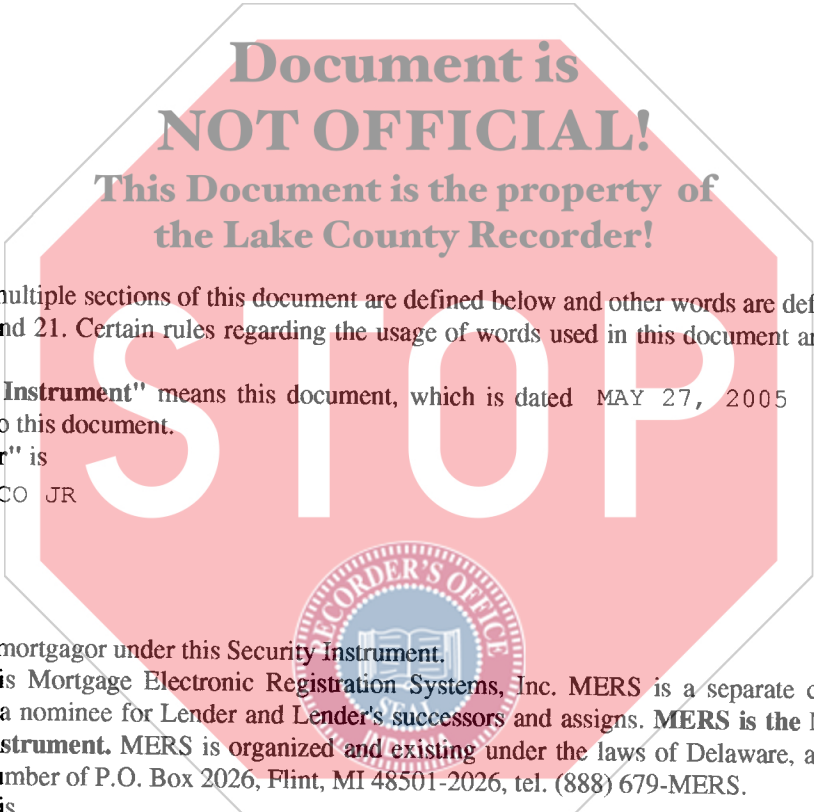 Document is
NOT OFFICIAL!
This Document is the property of
the Lake County Recorder!
multiple sections of this document are defined below and other words are def
nd 21. Certain rules regarding the usage of words used in this document a
Instrument" means this document, which is dated MAY 27, 2005
o this document.
r" is
CO JR
STOP
RECORDER'S OFFICE
mortgagor under this Security Instrument.
is Mortgage Electronic Registration Systems, Inc. MERS is a separate c
a nominee for Lender and Lender's successors and assigns. MERS is the
strument. MERS is organized and existing under the laws of Delaware, a
mber of P.O. Box 2026, Flint, MI 48501-2026, tel. (888) 679-MERS.
is
SEAL